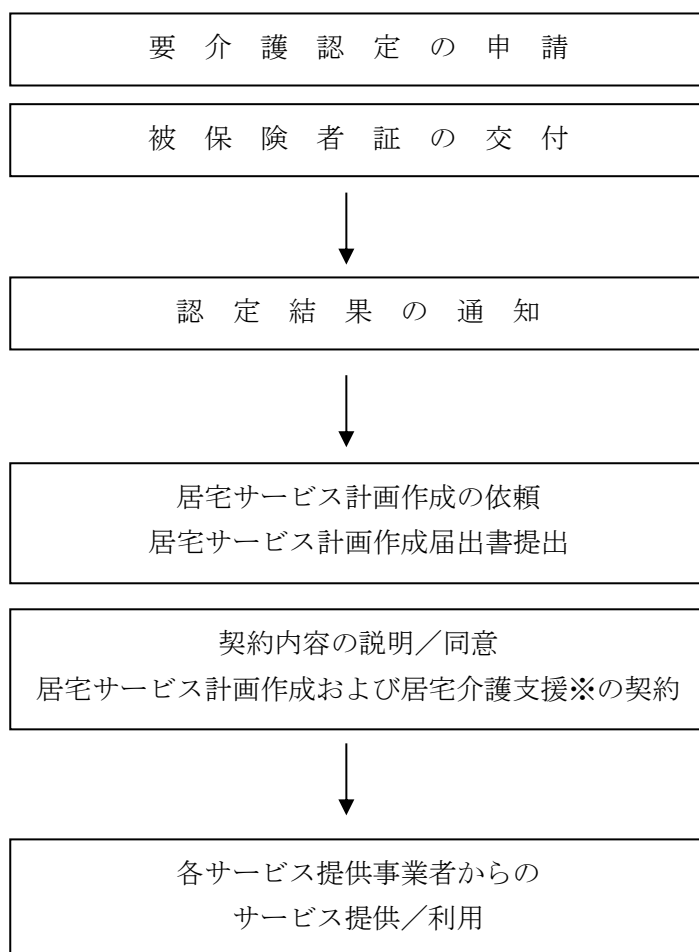 要介護認定の申請
被保険者証の交付
認定結果の通知
居宅サービス計画作成の依頼
居宅サービス計画作成届出書提出
契約内容の説明／同意
居宅サービス計画作成および居宅介護支援※の契約
各サービス提供事業者からの
サービス提供／利用